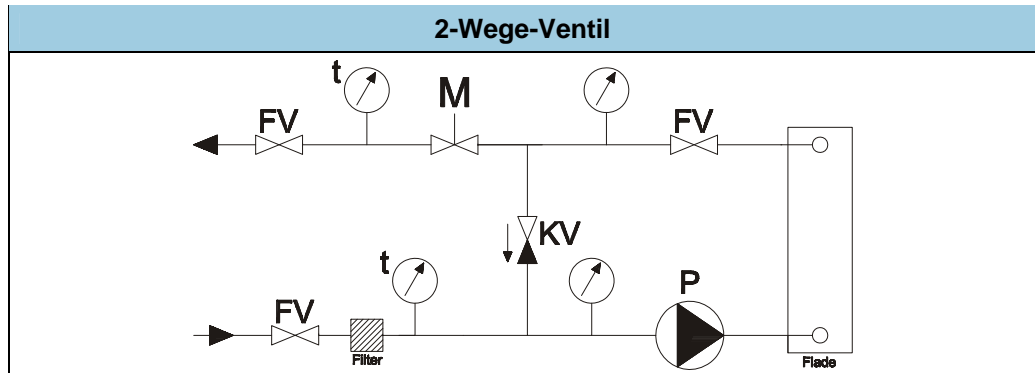 2-Wege-Ventil
t
M
FV
FV
KV
t
P
FV
Filter
Flade